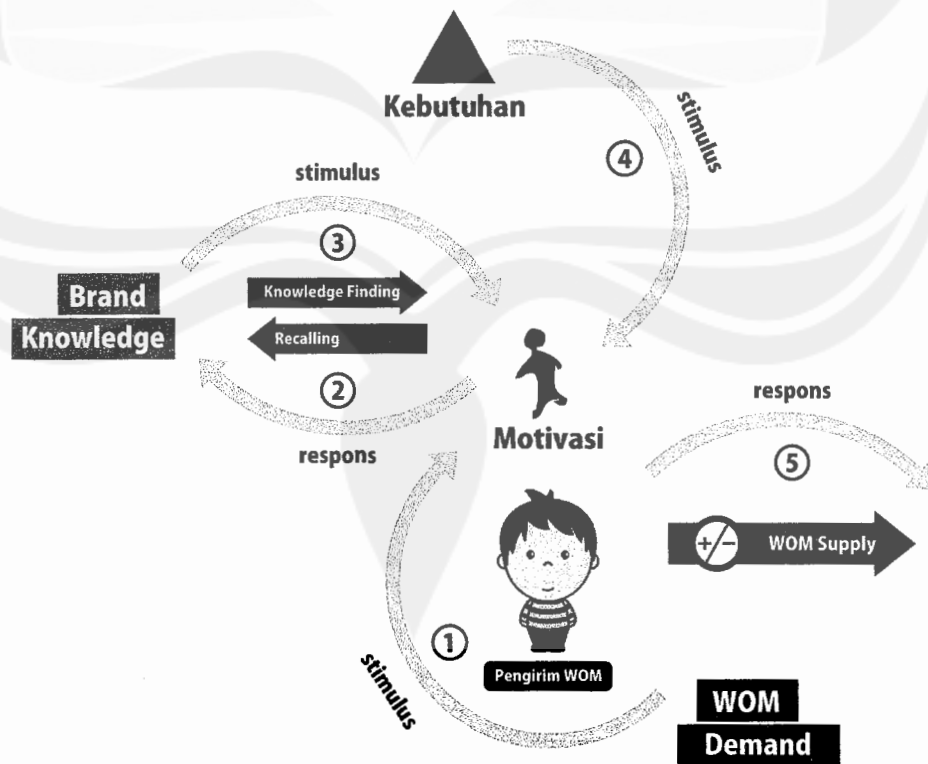 Kebutuhan
stimulus
4
stimulus
3
Brand
Knowledge
Knowledge Finding
Recalling
2
respons
Motivasi
respons
5
+/-
WOM Supply
1
stimulus
Pengirim WOM
WOM
Demand